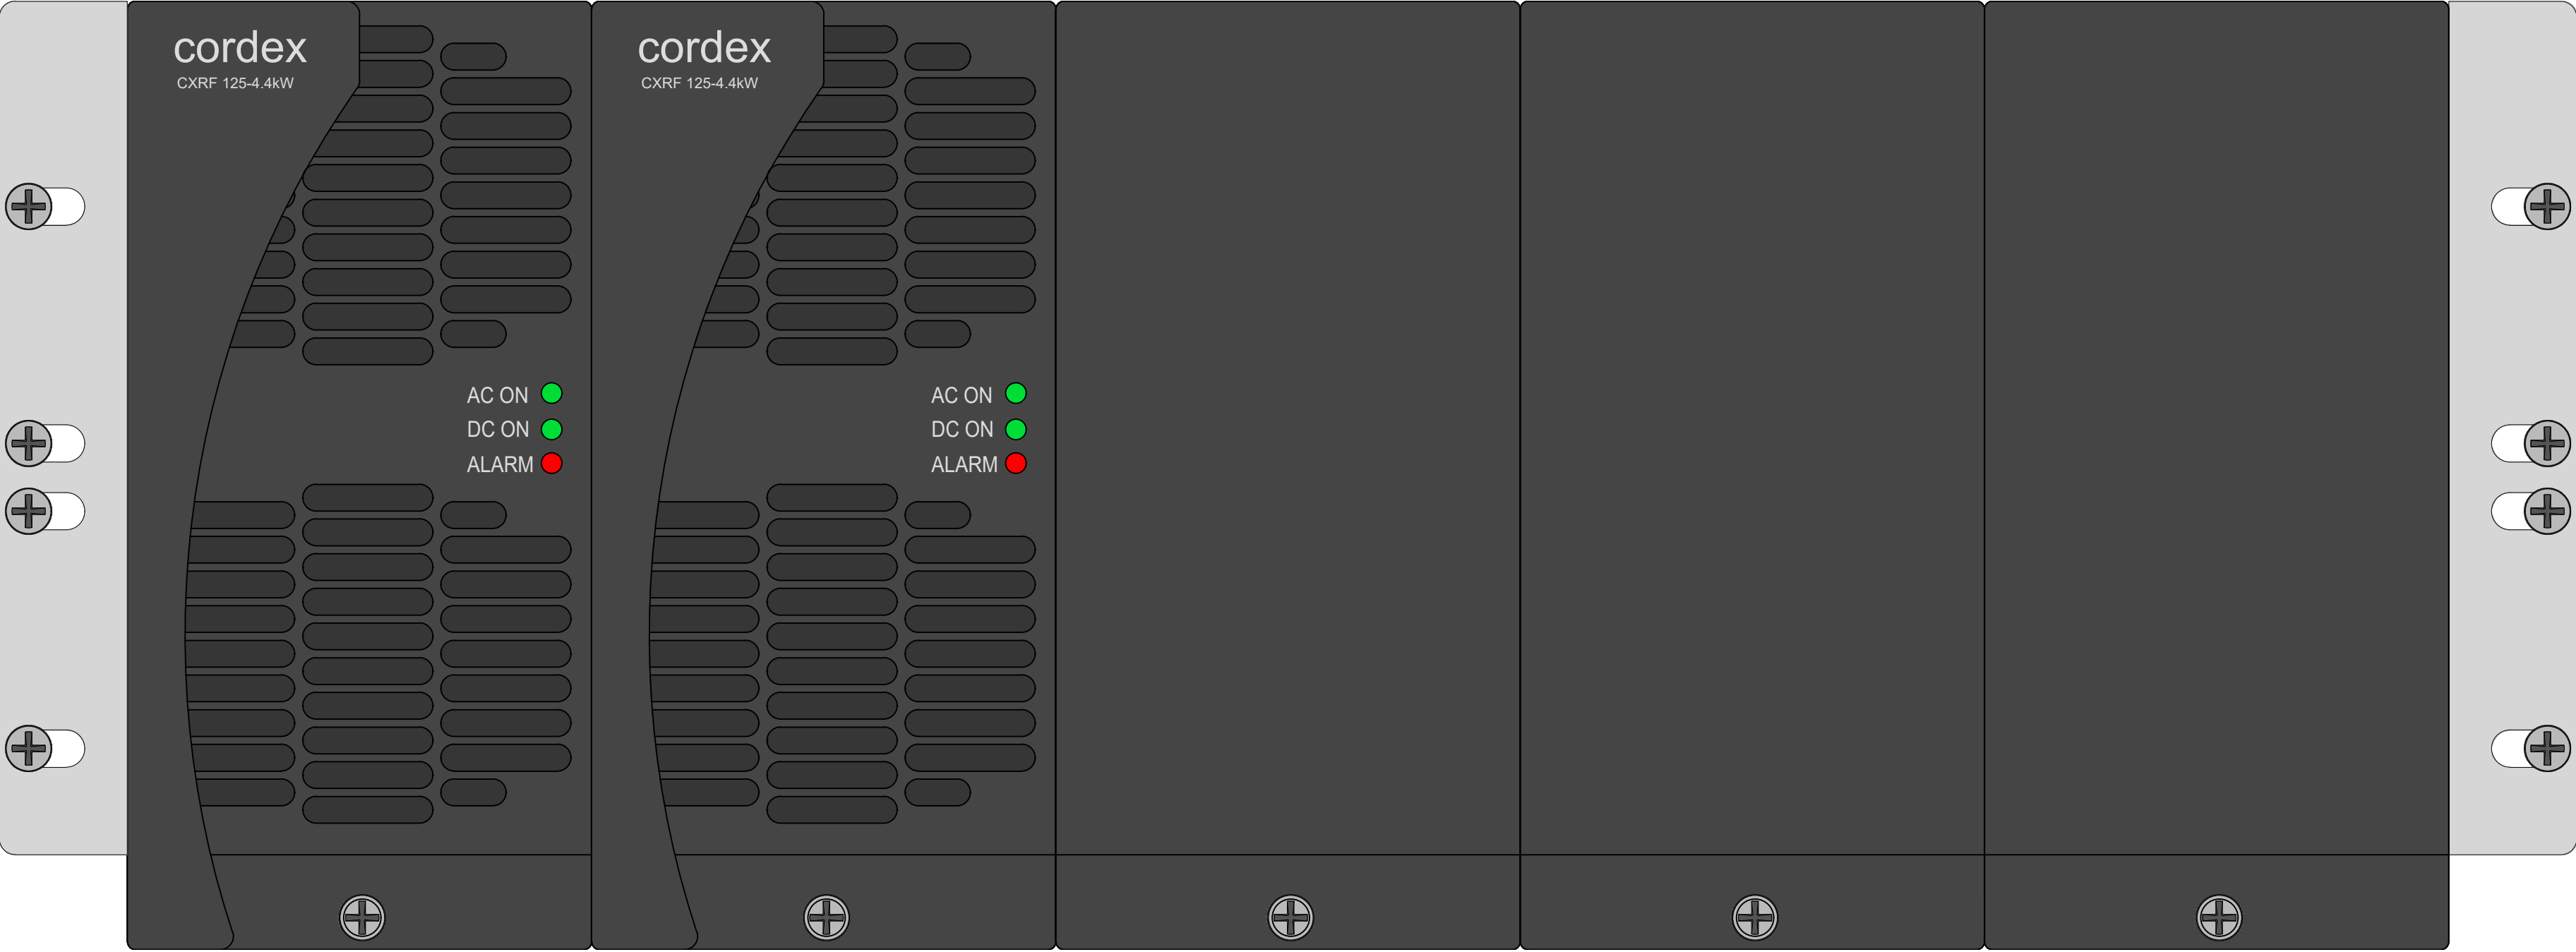 cordex
CXRF 125-4.4kW
AC ON
DC ON
ALARM
cordex
CXRF 125-4.4kW
AC ON
DC ON
ALARM